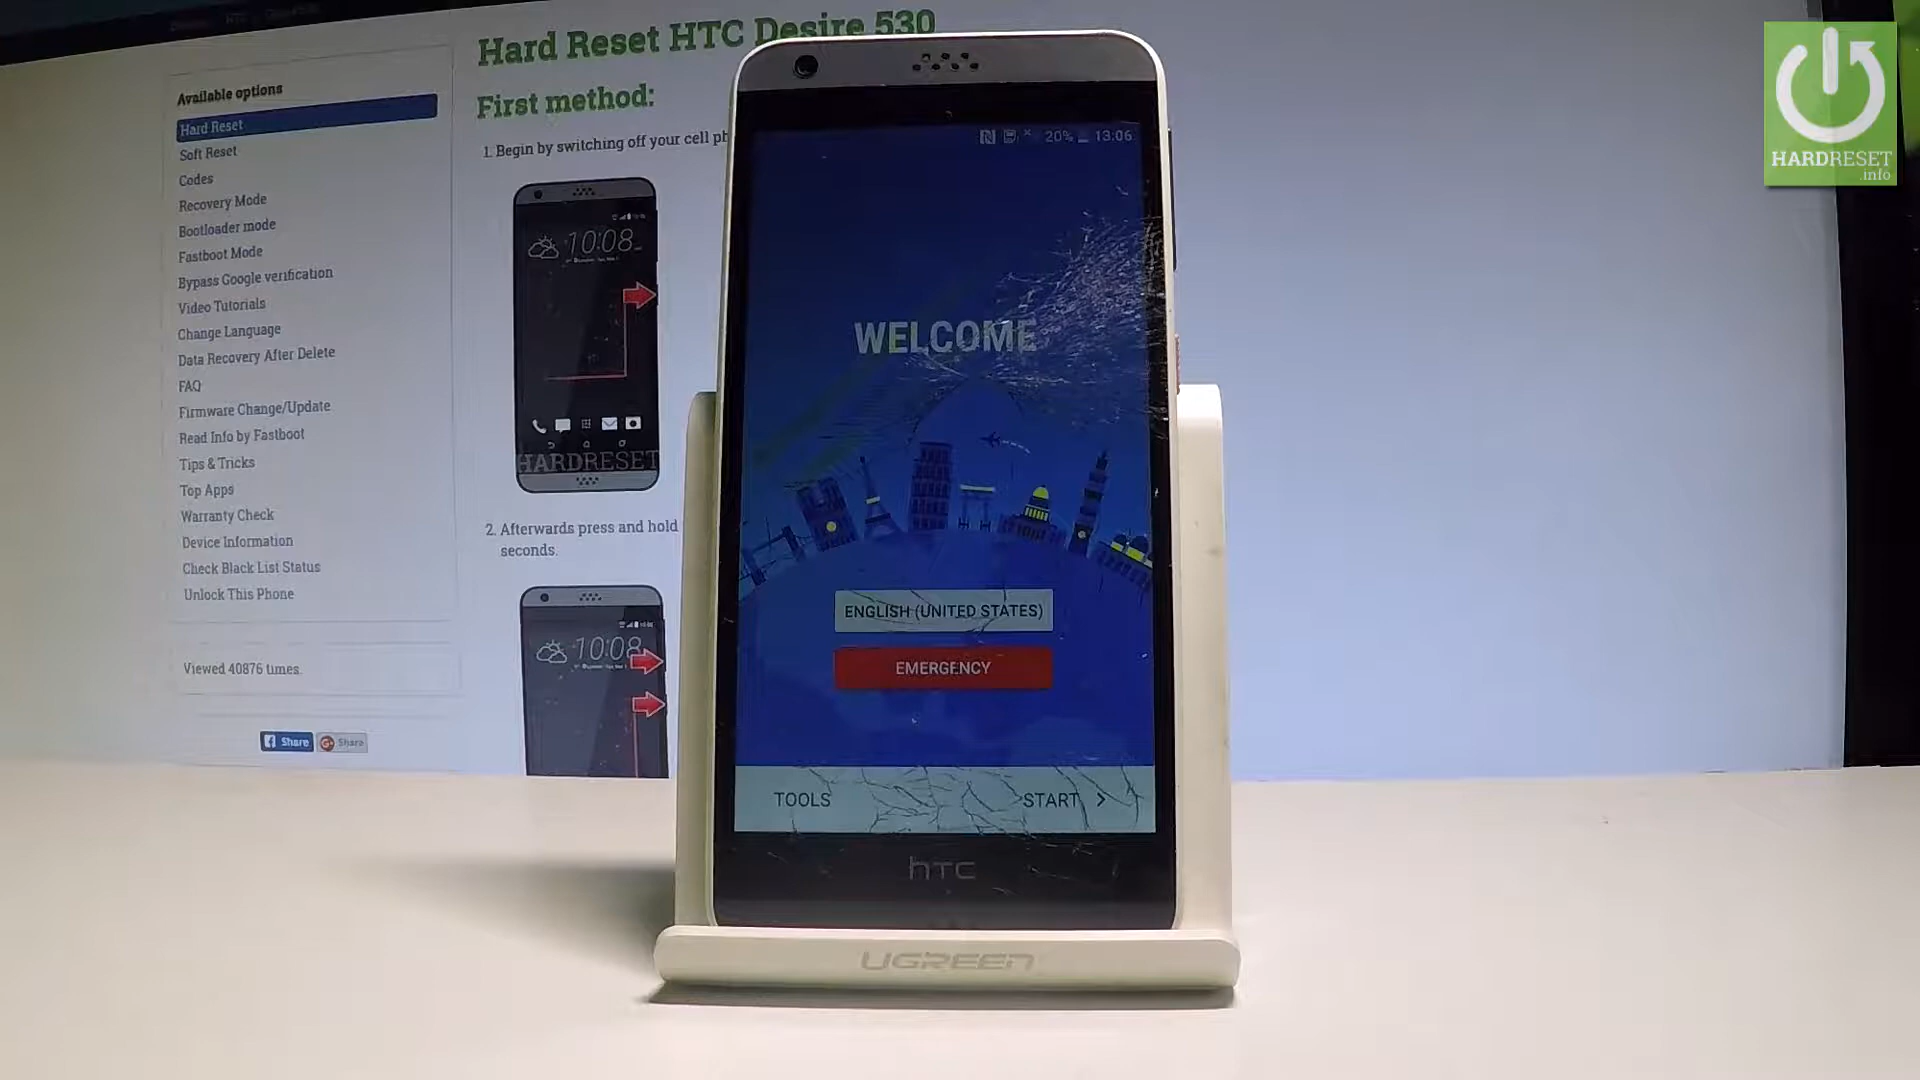 Hard Reset HTC Desire 530
First method:
1. Begin by switching off your cell ph
Available options
Hard Reset
Soft Reset
Codes
Recovery Mode
Bootloader mode
Fastboot Mode
Bypass Google verification
Video Tutorials
Change Language
Data Recovery After Delete
FAQ
Firmware Change/Update
Read Info by Fastboot
Tips & Tricks
Top Apps
Warranty Check
Device Information
Check Black List Status
Unlock This Phone
Viewed 40876 times.
Share
Share
10:08
HARDRESET
2. Afterwards press and hold
seconds.
10:08
20% 13:06
WELCOME
ENGLISH (UNITED STATES)
EMERGENCY
TOOLS
START >
hTC
UGREEN
HARDRESET
.info